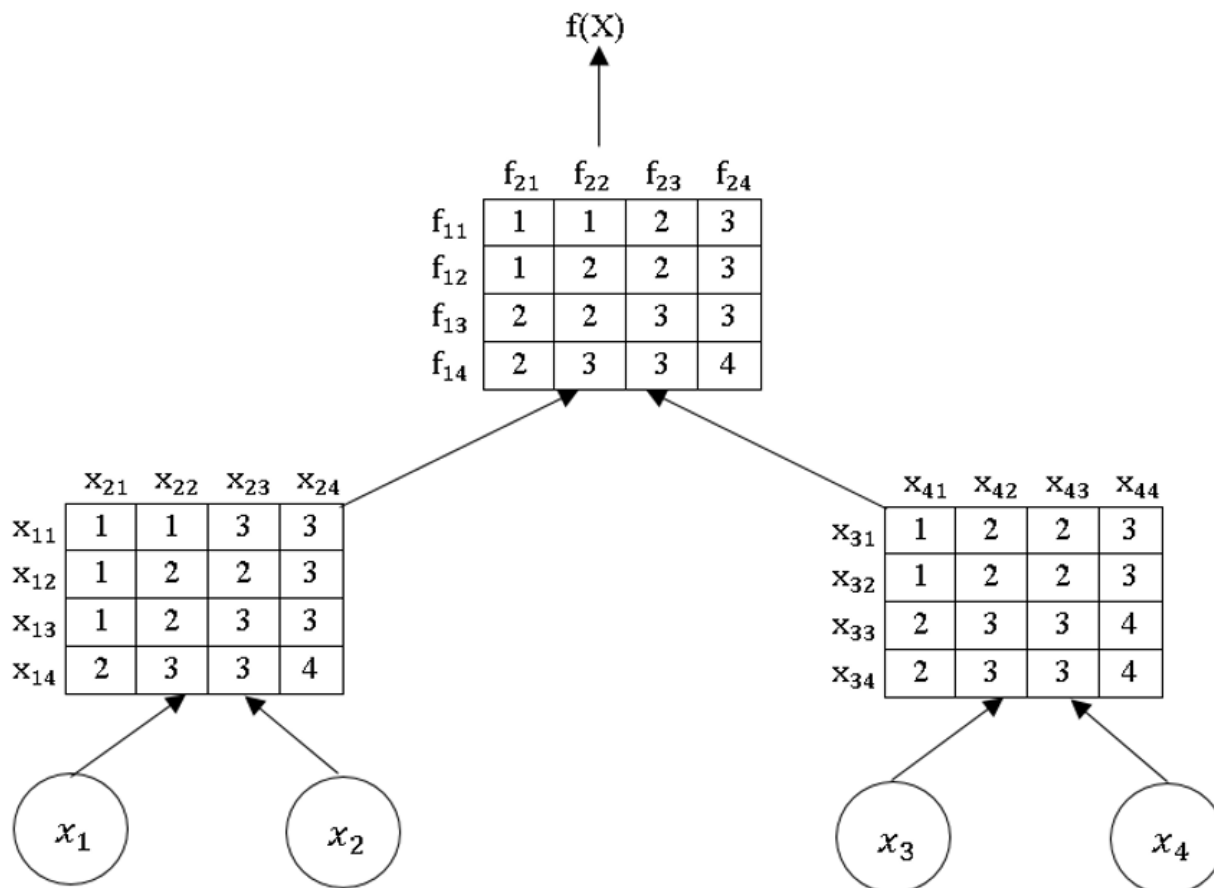 f(X)
f₂₁ f₂₂ f₂₃ f₂₄
f₁₁ 1 1 2 3
f₁₂ 1 2 2 3
f₁₃ 2 2 3 3
f₁₄ 2 3 3 4
x₂₁ x₂₂ x₂₃ x₂₄
x₁₁ 1 1 3 3
x₁₂ 1 2 2 3
x₁₃ 1 2 3 3
x₁₄ 2 3 3 4
x₄₁ x₄₂ x₄₃ x₄₄
x₃₁ 1 2 2 3
x₃₂ 1 2 2 3
x₃₃ 2 3 3 4
x₃₄ 2 3 3 4
x₁ x₂ x₃ x₄